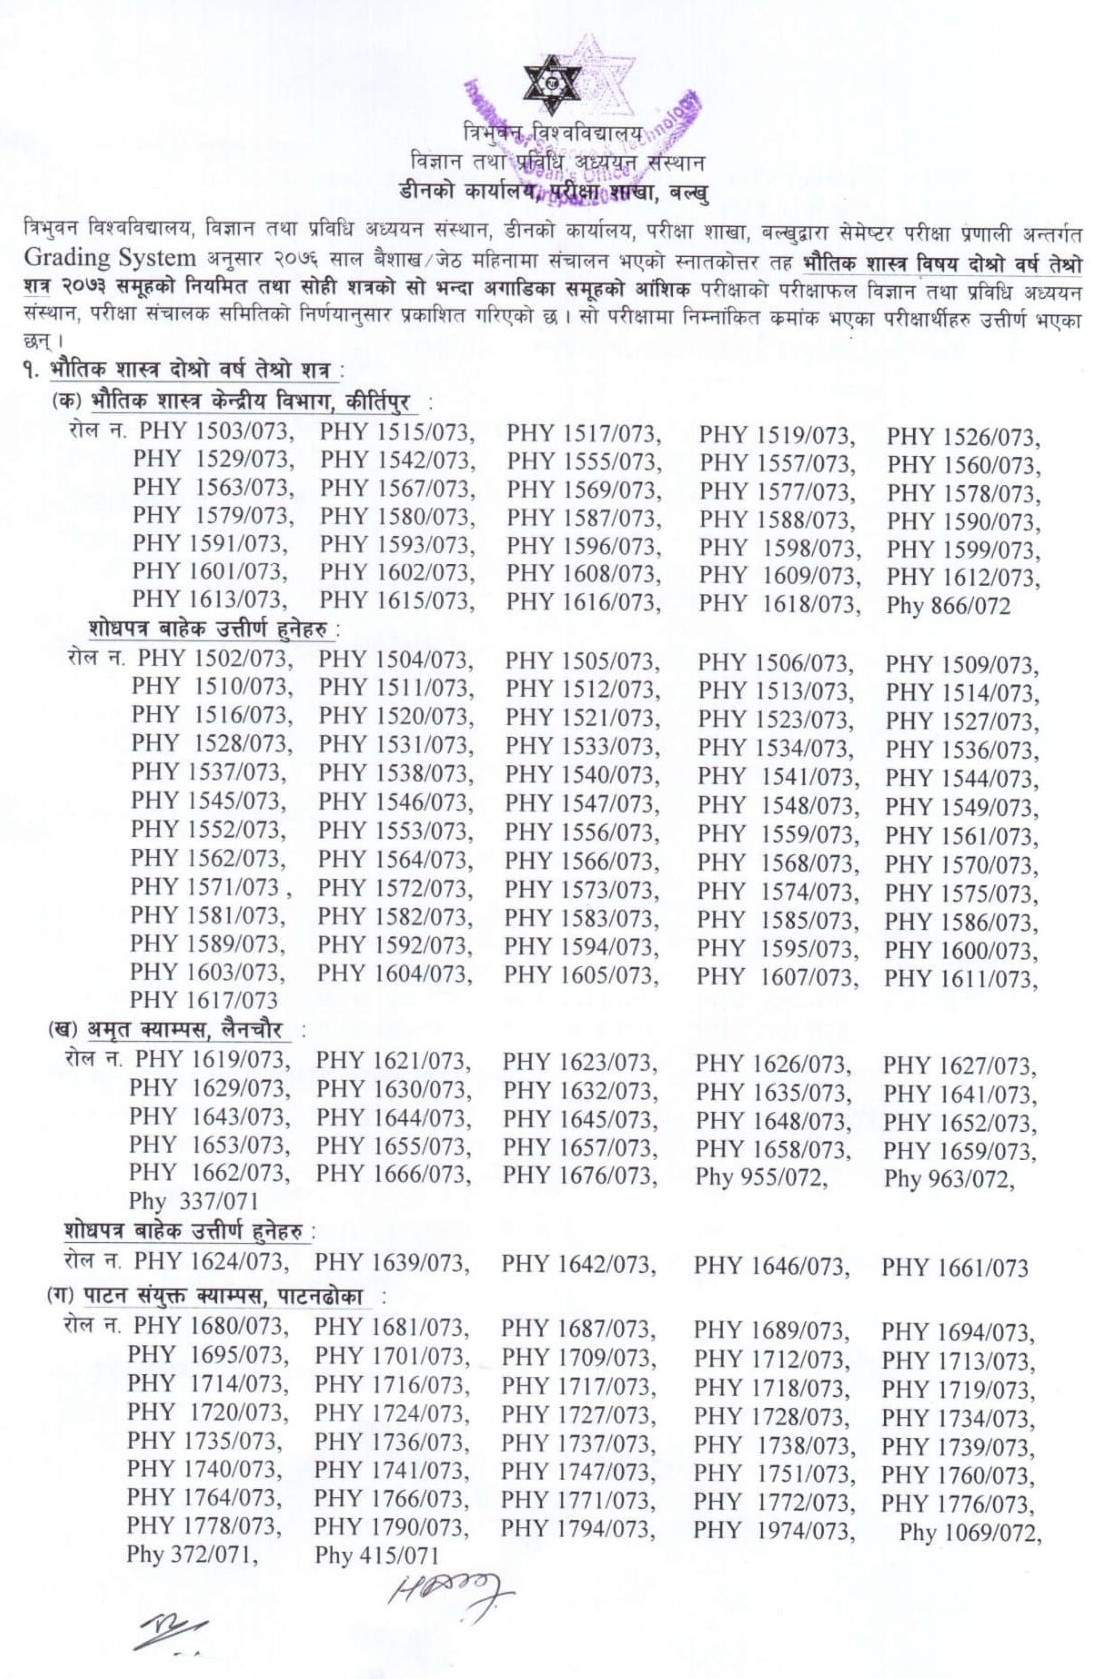 त्रिभुवन विश्वविद्यालय
विज्ञान तथा प्रविधि अध्ययन संस्थान
डीनको कार्यालय, परीक्षा शाखा, बल्खु
Institute of Science & Technology
Dean's Office
त्रिभुवन विश्वविद्यालय, विज्ञान तथा प्रविधि अध्ययन संस्थान, डीनको कार्यालय, परीक्षा शाखा, बल्खुद्वारा सेमेष्टर परीक्षा प्रणाली अन्तर्गत
Grading System अनुसार २०७६ साल बैशाख/जेठ महिनामा संचालन भएको स्नातकोत्तर तह भौतिक शास्त्र विषय दोश्रो वर्ष तेश्रो
शत्र २०७३ समूहको नियमित तथा सोही शत्रको सो भन्दा अगाडिका समूहको आंशिक परीक्षाको परीक्षाफल विज्ञान तथा प्रविधि अध्ययन
संस्थान, परीक्षा संचालक समितिको निर्णयानुसार प्रकाशित गरिएको छ। सो परीक्षामा निम्नांकित क्रमांक भएका परीक्षार्थीहरु उत्तीर्ण भएका
छन्।
१. भौतिक शास्त्र दोश्रो वर्ष तेश्रो शत्र :
(क) भौतिक शास्त्र केन्द्रीय विभाग, कीर्तिपुर :
रोल न. PHY 1503/073, PHY 1515/073, PHY 1517/073, PHY 1519/073, PHY 1526/073,
PHY 1529/073, PHY 1542/073, PHY 1555/073, PHY 1557/073, PHY 1560/073,
PHY 1563/073, PHY 1567/073, PHY 1569/073, PHY 1577/073, PHY 1578/073,
PHY 1579/073, PHY 1580/073, PHY 1587/073, PHY 1588/073, PHY 1590/073,
PHY 1591/073, PHY 1593/073, PHY 1596/073, PHY 1598/073, PHY 1599/073,
PHY 1601/073, PHY 1602/073, PHY 1608/073, PHY 1609/073, PHY 1612/073,
PHY 1613/073, PHY 1615/073, PHY 1616/073, PHY 1618/073, Phy 866/072
शोधपत्र बाहेक उत्तीर्ण हुनेहरु :
रोल न. PHY 1502/073, PHY 1504/073, PHY 1505/073, PHY 1506/073, PHY 1509/073,
PHY 1510/073, PHY 1511/073, PHY 1512/073, PHY 1513/073, PHY 1514/073,
PHY 1516/073, PHY 1520/073, PHY 1521/073, PHY 1523/073, PHY 1527/073,
PHY 1528/073, PHY 1531/073, PHY 1533/073, PHY 1534/073, PHY 1536/073,
PHY 1537/073, PHY 1538/073, PHY 1540/073, PHY 1541/073, PHY 1544/073,
PHY 1545/073, PHY 1546/073, PHY 1547/073, PHY 1548/073, PHY 1549/073,
PHY 1552/073, PHY 1553/073, PHY 1556/073, PHY 1559/073, PHY 1561/073,
PHY 1562/073, PHY 1564/073, PHY 1566/073, PHY 1568/073, PHY 1570/073,
PHY 1571/073 , PHY 1572/073, PHY 1573/073, PHY 1574/073, PHY 1575/073,
PHY 1581/073, PHY 1582/073, PHY 1583/073, PHY 1585/073, PHY 1586/073,
PHY 1589/073, PHY 1592/073, PHY 1594/073, PHY 1595/073, PHY 1600/073,
PHY 1603/073, PHY 1604/073, PHY 1605/073, PHY 1607/073, PHY 1611/073,
PHY 1617/073
(ख) अमृत क्याम्पस, लैनचौर :
रोल न. PHY 1619/073, PHY 1621/073, PHY 1623/073, PHY 1626/073, PHY 1627/073,
PHY 1629/073, PHY 1630/073, PHY 1632/073, PHY 1635/073, PHY 1641/073,
PHY 1643/073, PHY 1644/073, PHY 1645/073, PHY 1648/073, PHY 1652/073,
PHY 1653/073, PHY 1655/073, PHY 1657/073, PHY 1658/073, PHY 1659/073,
PHY 1662/073, PHY 1666/073, PHY 1676/073, Phy 955/072, Phy 963/072,
Phy 337/071
शोधपत्र बाहेक उत्तीर्ण हुनेहरु :
रोल न. PHY 1624/073, PHY 1639/073, PHY 1642/073, PHY 1646/073, PHY 1661/073
(ग) पाटन संयुक्त क्याम्पस, पाटनढोका :
रोल न. PHY 1680/073, PHY 1681/073, PHY 1687/073, PHY 1689/073, PHY 1694/073,
PHY 1695/073, PHY 1701/073, PHY 1709/073, PHY 1712/073, PHY 1713/073,
PHY 1714/073, PHY 1716/073, PHY 1717/073, PHY 1718/073, PHY 1719/073,
PHY 1720/073, PHY 1724/073, PHY 1727/073, PHY 1728/073, PHY 1734/073,
PHY 1735/073, PHY 1736/073, PHY 1737/073, PHY 1738/073, PHY 1739/073,
PHY 1740/073, PHY 1741/073, PHY 1747/073, PHY 1751/073, PHY 1760/073,
PHY 1764/073, PHY 1766/073, PHY 1771/073, PHY 1772/073, PHY 1776/073,
PHY 1778/073, PHY 1790/073, PHY 1794/073, PHY 1974/073, Phy 1069/072,
Phy 372/071, Phy 415/071